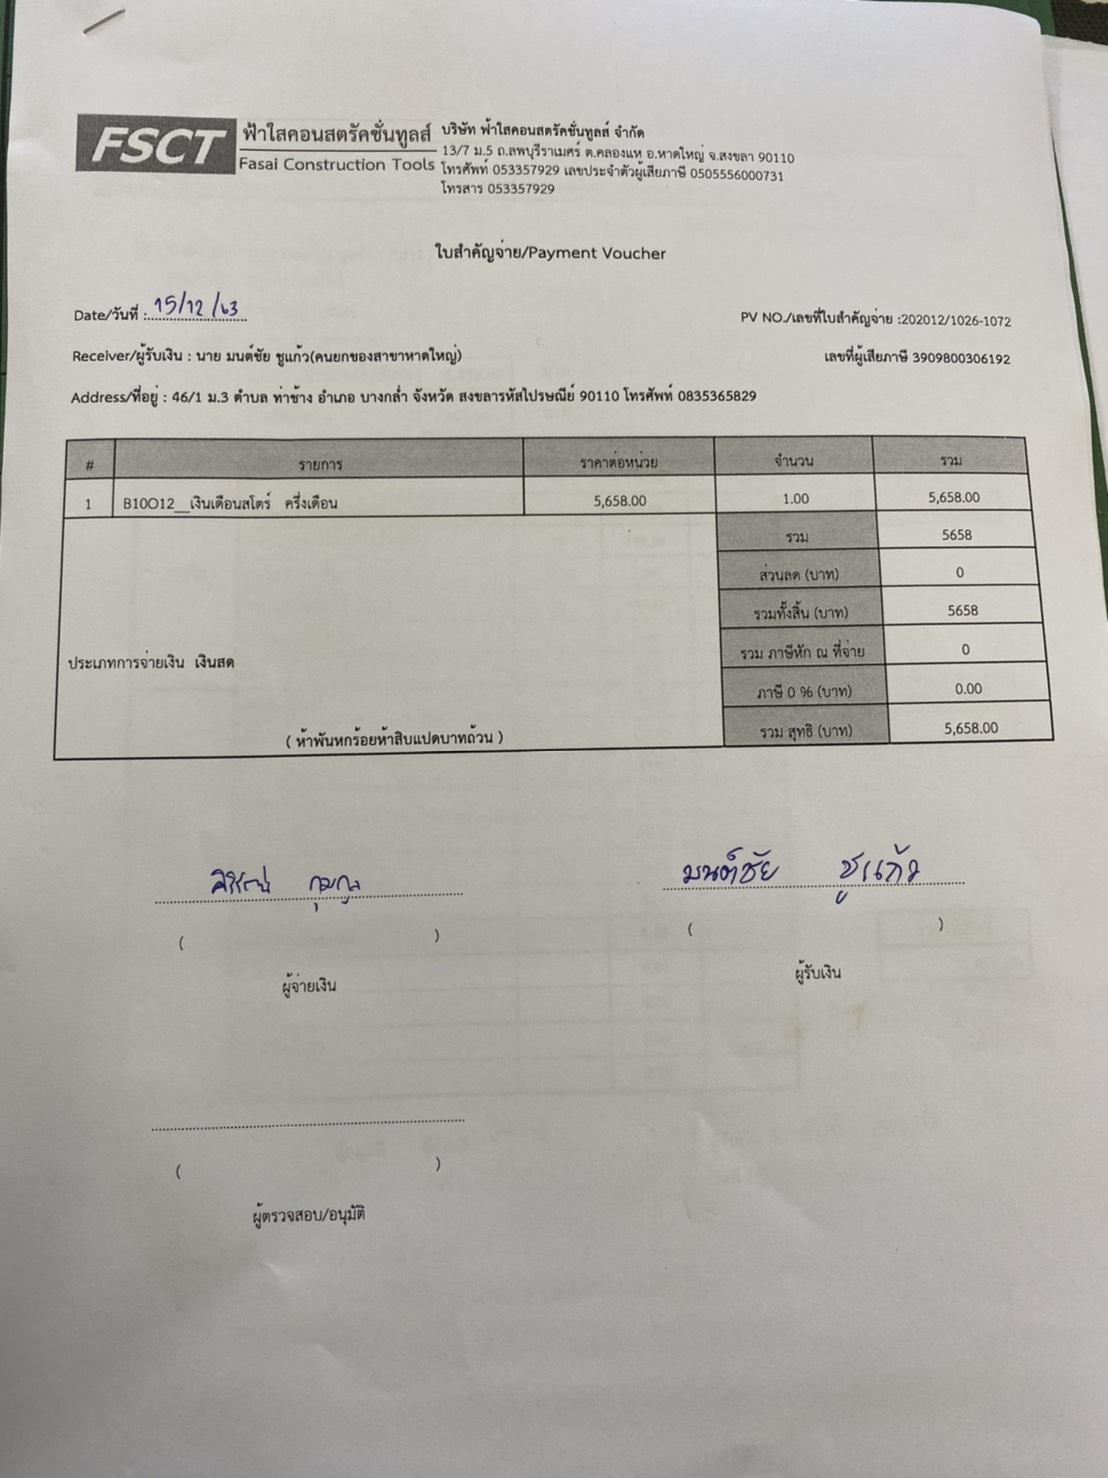 FSCT ฟ้าใสคอนสตรัคชั่นทูลส์
Fasai Construction Tools
บริษัท ฟ้าใสคอนสตรัคชั่นทูลส์ จำกัด
13/7 ม.5 ถ.ลพบุรีราเมศร์ ต.คลองแห อ.หาดใหญ่ จ.สงขลา 90110
โทรศัพท์ 053357929 เลขประจำตัวผู้เสียภาษี 0505556000731
โทรสาร 053357929
ใบสำคัญจ่าย/Payment Voucher
Date/วันที่ : 15/12/63
PV NO./เลขที่ใบสำคัญจ่าย :202012/1026-1072
Receiver/ผู้รับเงิน : นาย มนต์ชัย ชูแก้ว(คนยกของสาขาหาดใหญ่)
เลขที่ผู้เสียภาษี 3909800306192
Address/ที่อยู่ : 46/1 ม.3 ตำบล ท่าช้าง อำเภอ บางกล่ำ จังหวัด สงขลารหัสไปรษณีย์ 90110 โทรศัพท์ 0835365829
# รายการ ราคาต่อหน่วย จำนวน รวม
1 B10O12__เงินเดือนสโตร์ ครึ่งเดือน 5,658.00 1.00 5,658.00
รวม 5658
ส่วนลด (บาท) 0
รวมทั้งสิ้น (บาท) 5658
รวม ภาษีหัก ณ ที่จ่าย 0
ประเภทการจ่ายเงิน เงินสด
ภาษี 0 % (บาท) 0.00
( ห้าพันหกร้อยห้าสิบแปดบาทถ้วน )
รวม สุทธิ (บาท) 5,658.00
มนต์ชัย ชูแก้ว
( ) ( )
ผู้จ่ายเงิน ผู้รับเงิน
( )
ผู้ตรวจสอบ/อนุมัติ